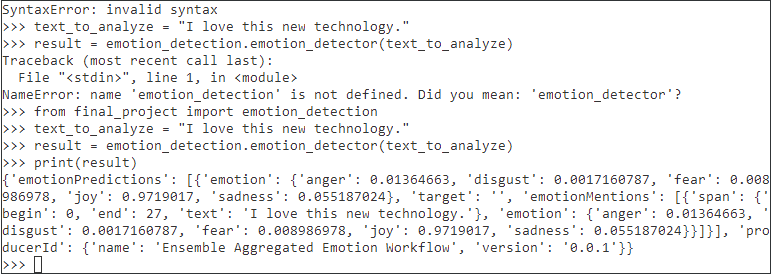 SyntaxError: invalid syntax
>>> text_to_analyze = "I love this new technology."
>>> result = emotion_detection.emotion_detector(text_to_analyze)
Traceback (most recent call last):
  File "<stdin>", line 1, in <module>
NameError: name 'emotion_detection' is not defined. Did you mean: 'emotion_detector'?
>>> from final_project import emotion_detection
>>> text_to_analyze = "I love this new technology."
>>> result = emotion_detection.emotion_detector(text_to_analyze)
>>> print(result)
{'emotionPredictions': [{'emotion': {'anger': 0.01364663, 'disgust': 0.0017160787, 'fear': 0.008
986978, 'joy': 0.9719017, 'sadness': 0.055187024}, 'target': '', 'emotionMentions': [{'span': {'
begin': 0, 'end': 27, 'text': 'I love this new technology.'}, 'emotion': {'anger': 0.01364663, '
disgust': 0.0017160787, 'fear': 0.008986978, 'joy': 0.9719017, 'sadness': 0.055187024}}]}], 'pro
ducerId': {'name': 'Ensemble Aggregated Emotion Workflow', 'version': '0.0.1'}}
>>>